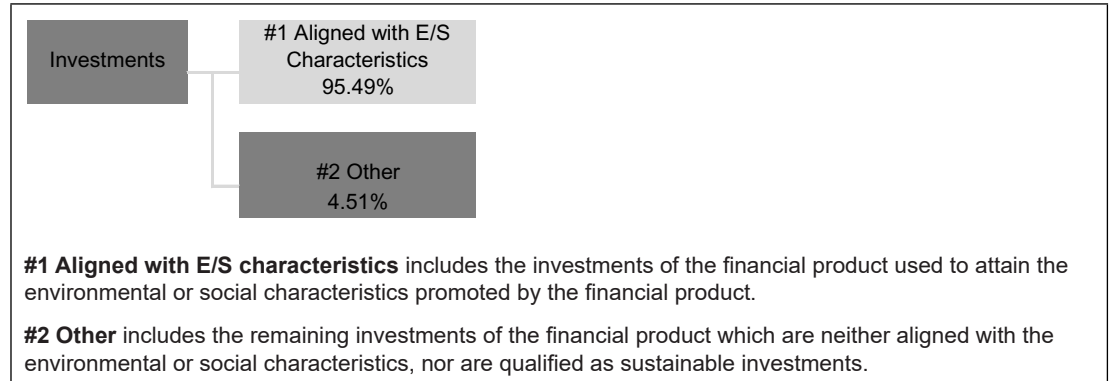 Investments
#1 Aligned with E/S
Characteristics
95.49%
#2 Other
4.51%
#1 Aligned with E/S characteristics includes the investments of the financial product used to attain the
environmental or social characteristics promoted by the financial product.
#2 Other includes the remaining investments of the financial product which are neither aligned with the
environmental or social characteristics, nor are qualified as sustainable investments.